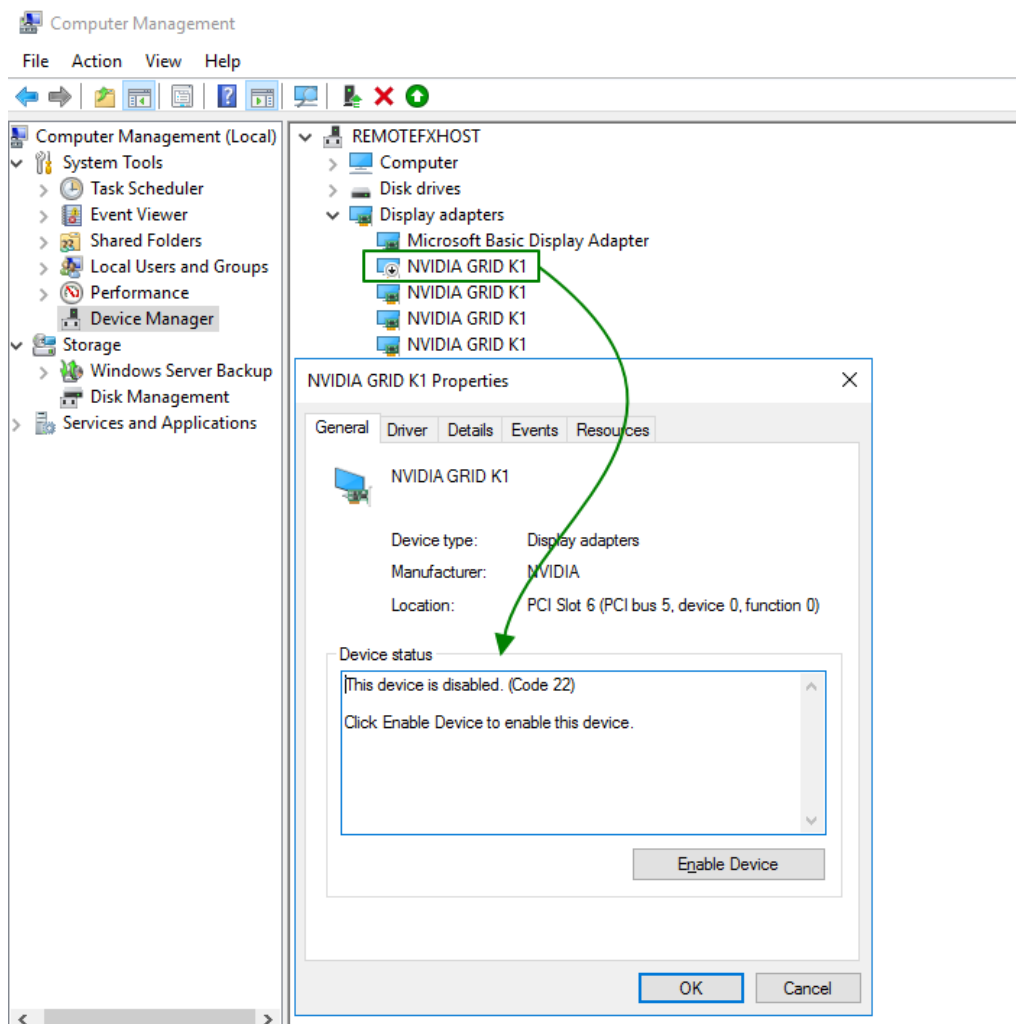 Computer Management
File Action View Help
Computer Management (Local)
System Tools
Task Scheduler
Event Viewer
Shared Folders
Local Users and Groups
Performance
Device Manager
Storage
Windows Server Backup
Disk Management
Services and Applications
REMOTEFXHOST
Computer
Disk drives
Display adapters
Microsoft Basic Display Adapter
NVIDIA GRID K1
NVIDIA GRID K1
NVIDIA GRID K1
NVIDIA GRID K1
NVIDIA GRID K1 Properties
General Driver Details Events Resources
NVIDIA GRID K1
Device type: Display adapters
Manufacturer: NVIDIA
Location: PCI Slot 6 (PCI bus 5, device 0, function 0)
Device status
This device is disabled. (Code 22)
Click Enable Device to enable this device.
Enable Device
OK Cancel